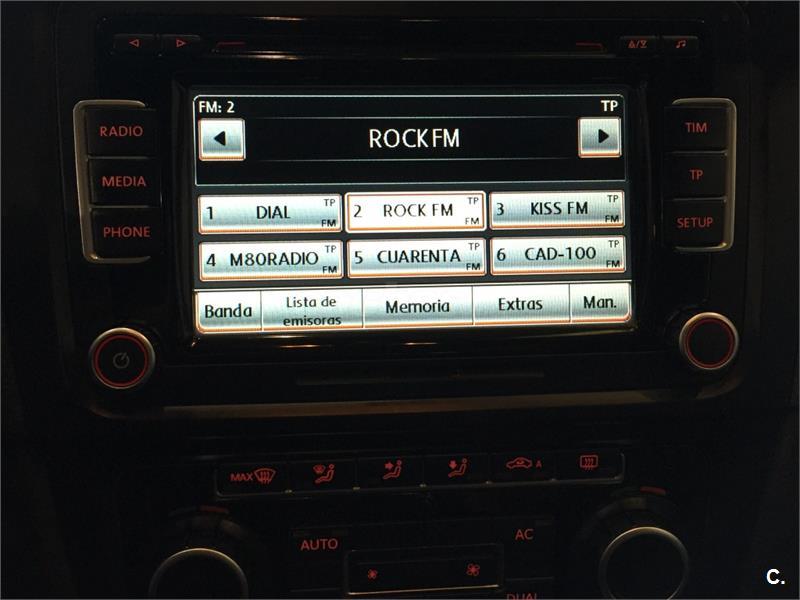 FM: 2 TP
ROCKFM
RADIO
MEDIA
PHONE
TIM
TP
SETUP
1 DIAL TP FM
2 ROCK FM TP FM
3 KISS FM TP FM
4 M80RADIO TP FM
5 CUARENTA TP FM
6 CAD-100 TP FM
Banda
Lista de
emisoras
Memoria
Extras
Man.
MAX
A
AUTO
AC
DUAL
C.